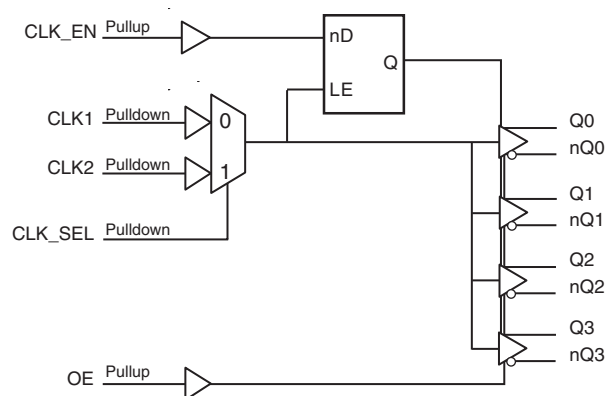 CLK_EN Pullup
nD
Q
LE
CLK1 Pulldown
0
CLK2 Pulldown
1
CLK_SEL Pulldown
Q0
nQ0
Q1
nQ1
Q2
nQ2
Q3
nQ3
OE Pullup